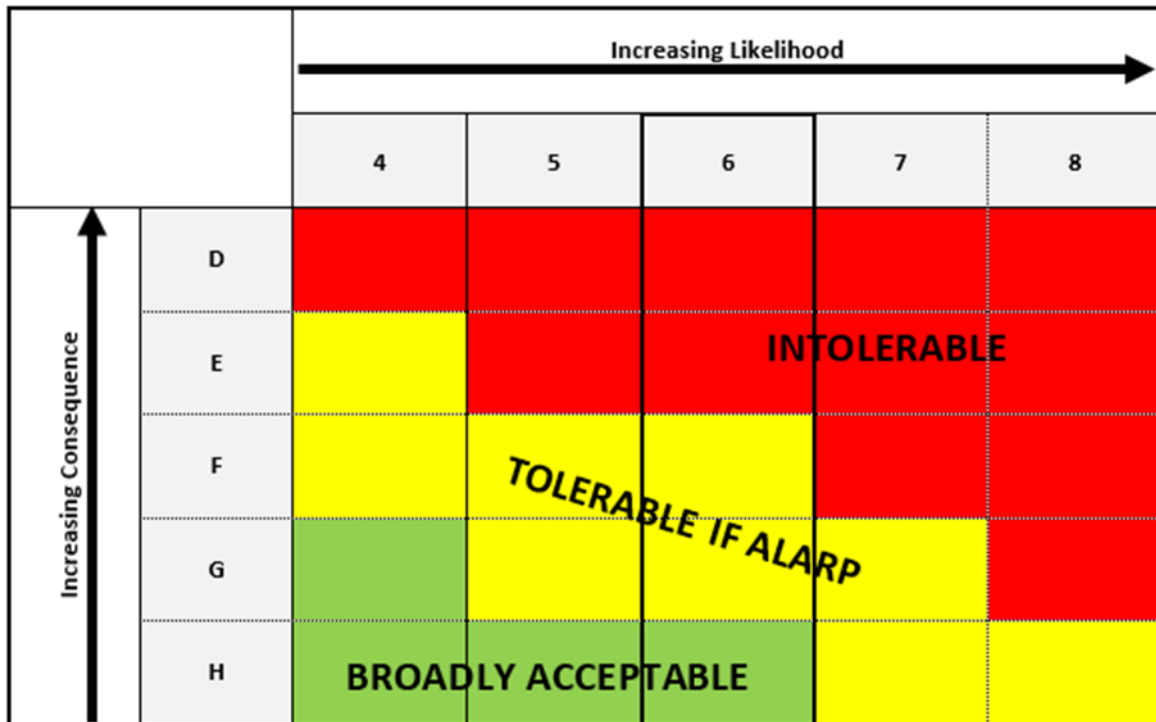 Increasing Likelihood
4 5 6 7 8
Increasing Consequence
D
E
INTOLERABLE
F
TOLERABLE IF ALARP
G
H
BROADLY ACCEPTABLE